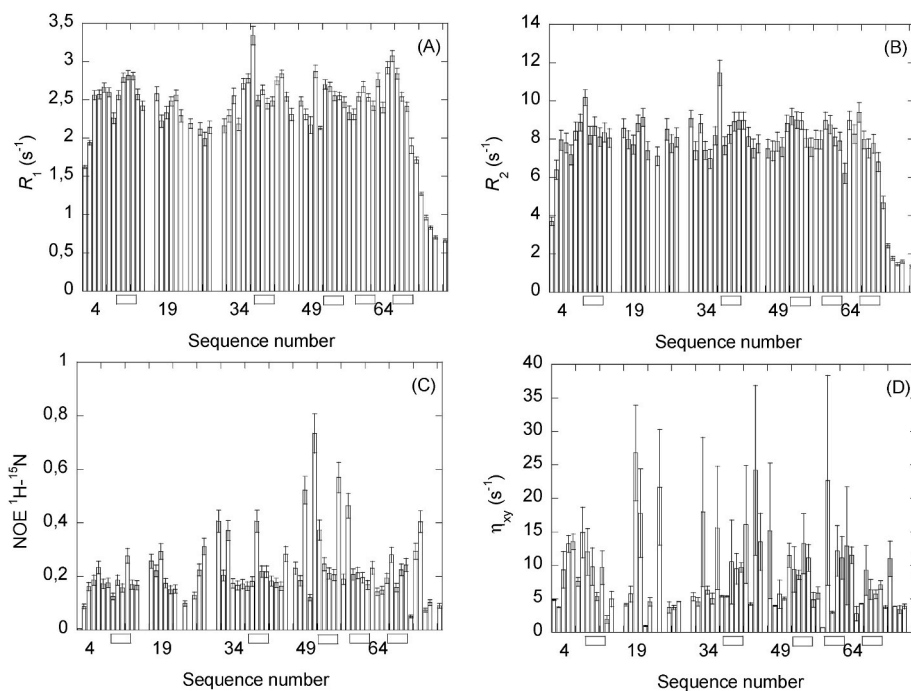 (A)
R1 (s-1)
3,5
3
2,5
2
1,5
1
0,5
0
4 19 34 49 64
Sequence number
(B)
R2 (s-1)
14
12
10
8
6
4
2
0
4 19 34 49 64
Sequence number
(C)
NOE 1H-15N
1
0,8
0,6
0,4
0,2
0
4 19 34 49 64
Sequence number
(D)
ηxy (s-1)
40
35
30
25
20
15
10
5
0
4 19 34 49 64
Sequence number